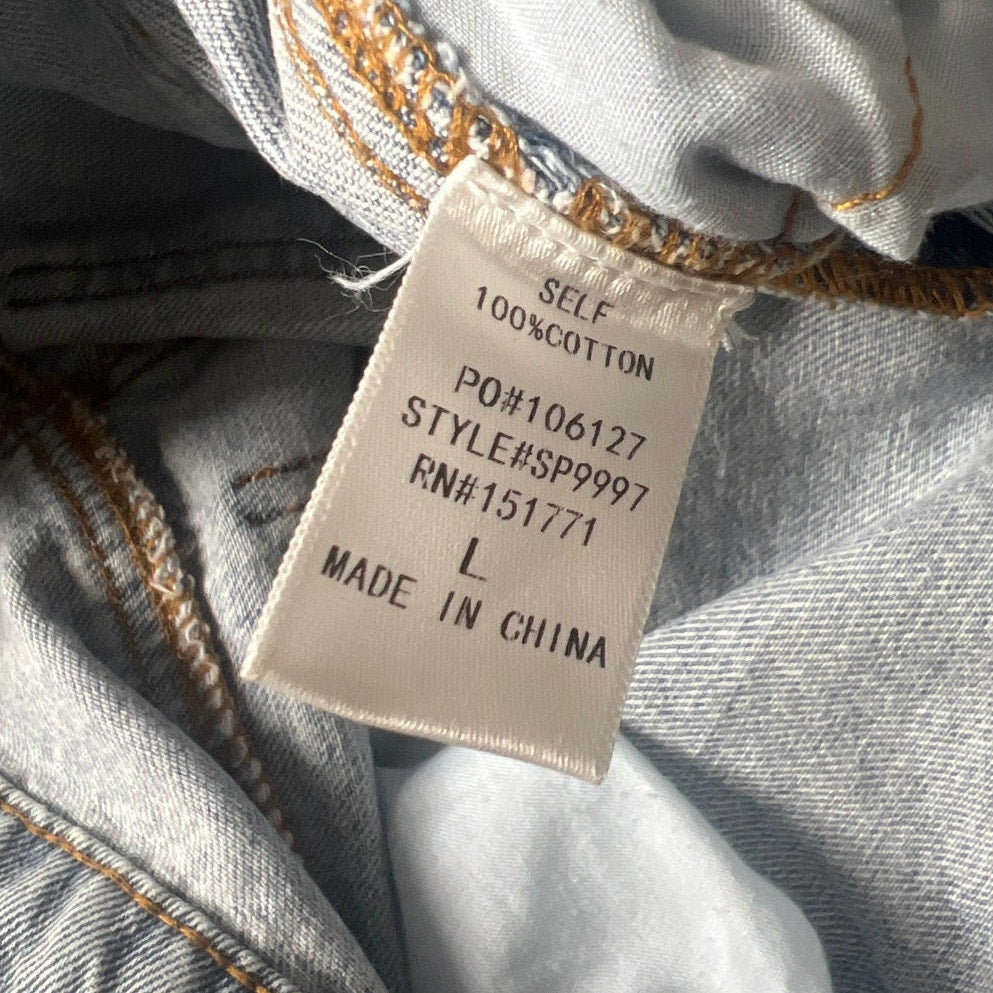 SELF
100%COTTON
PO#106127
STYLE#SP9997
RN#151771
L
MADE IN CHINA